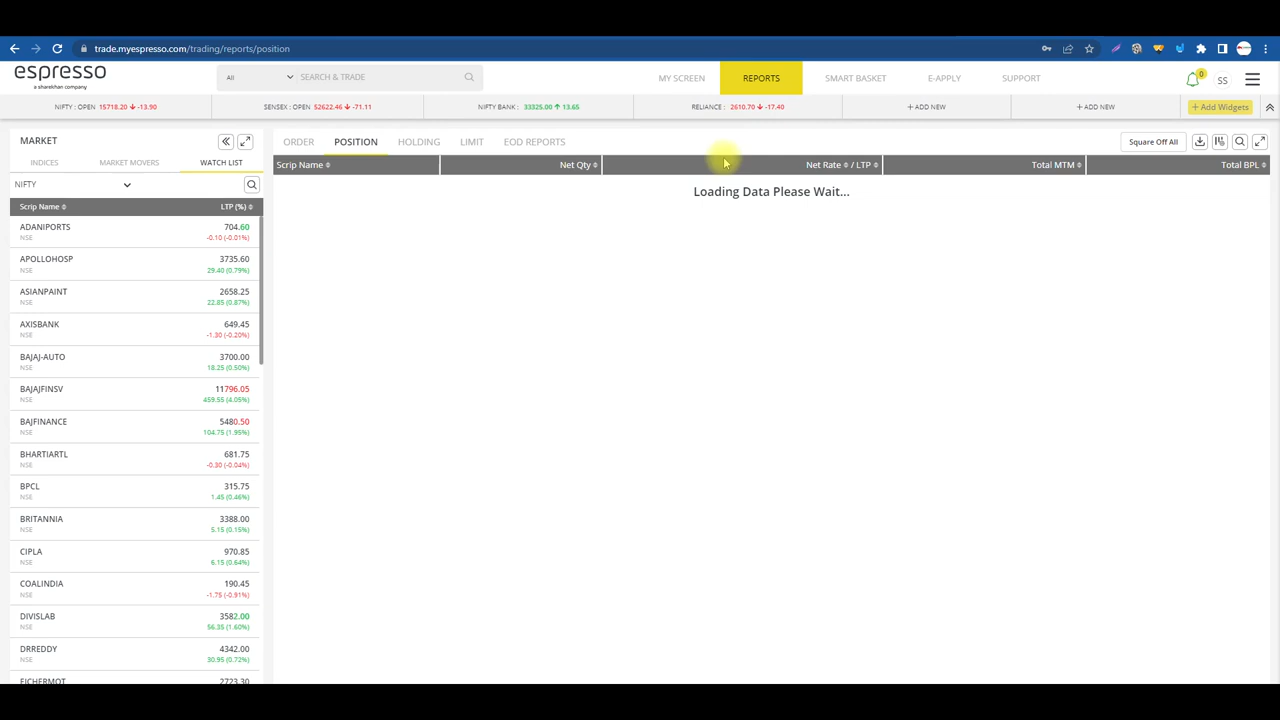 trade.myespresso.com/trading/reports/position
espresso
a sharekhan company
All
SEARCH & TRADE
MY SCREEN
REPORTS
SMART BASKET
E-APPLY
SUPPORT
0
SS
NIFTY : OPEN 15718.20 -13.90
SENSEX : OPEN 52622.46 -71.11
NIFTY BANK : 33325.00 13.65
RELIANCE : 2610.70 -17.40
+ ADD NEW
+ ADD NEW
+ Add Widgets
MARKET
INDICES
MARKET MOVERS
WATCH LIST
NIFTY
Scrip Name
LTP (%)
ADANIPORTS 704.60
NSE -0.10 (-0.01%)
APOLLOHOSP 3735.60
NSE 29.40 (0.79%)
ASIANPAINT 2658.25
NSE 22.85 (0.87%)
AXISBANK 649.45
NSE -1.30 (-0.20%)
BAJAJ-AUTO 3700.00
NSE 18.25 (0.50%)
BAJAJFINSV 11796.05
NSE 459.55 (4.05%)
BAJFINANCE 5480.50
NSE 104.75 (1.95%)
BHARTIARTL 681.75
NSE -0.30 (-0.04%)
BPCL 315.75
NSE 1.45 (0.46%)
BRITANNIA 3388.00
NSE 5.15 (0.15%)
CIPLA 970.85
NSE 6.15 (0.64%)
COALINDIA 190.45
NSE -1.75 (-0.91%)
DIVISLAB 3582.00
NSE 56.35 (1.60%)
DRREDDY 4342.00
NSE 30.95 (0.72%)
EICHERMOT 2723.30
ORDER
POSITION
HOLDING
LIMIT
EOD REPORTS
Square Off All
Scrip Name
Net Qty
Net Rate / LTP
Total MTM
Total BPL
Loading Data Please Wait...